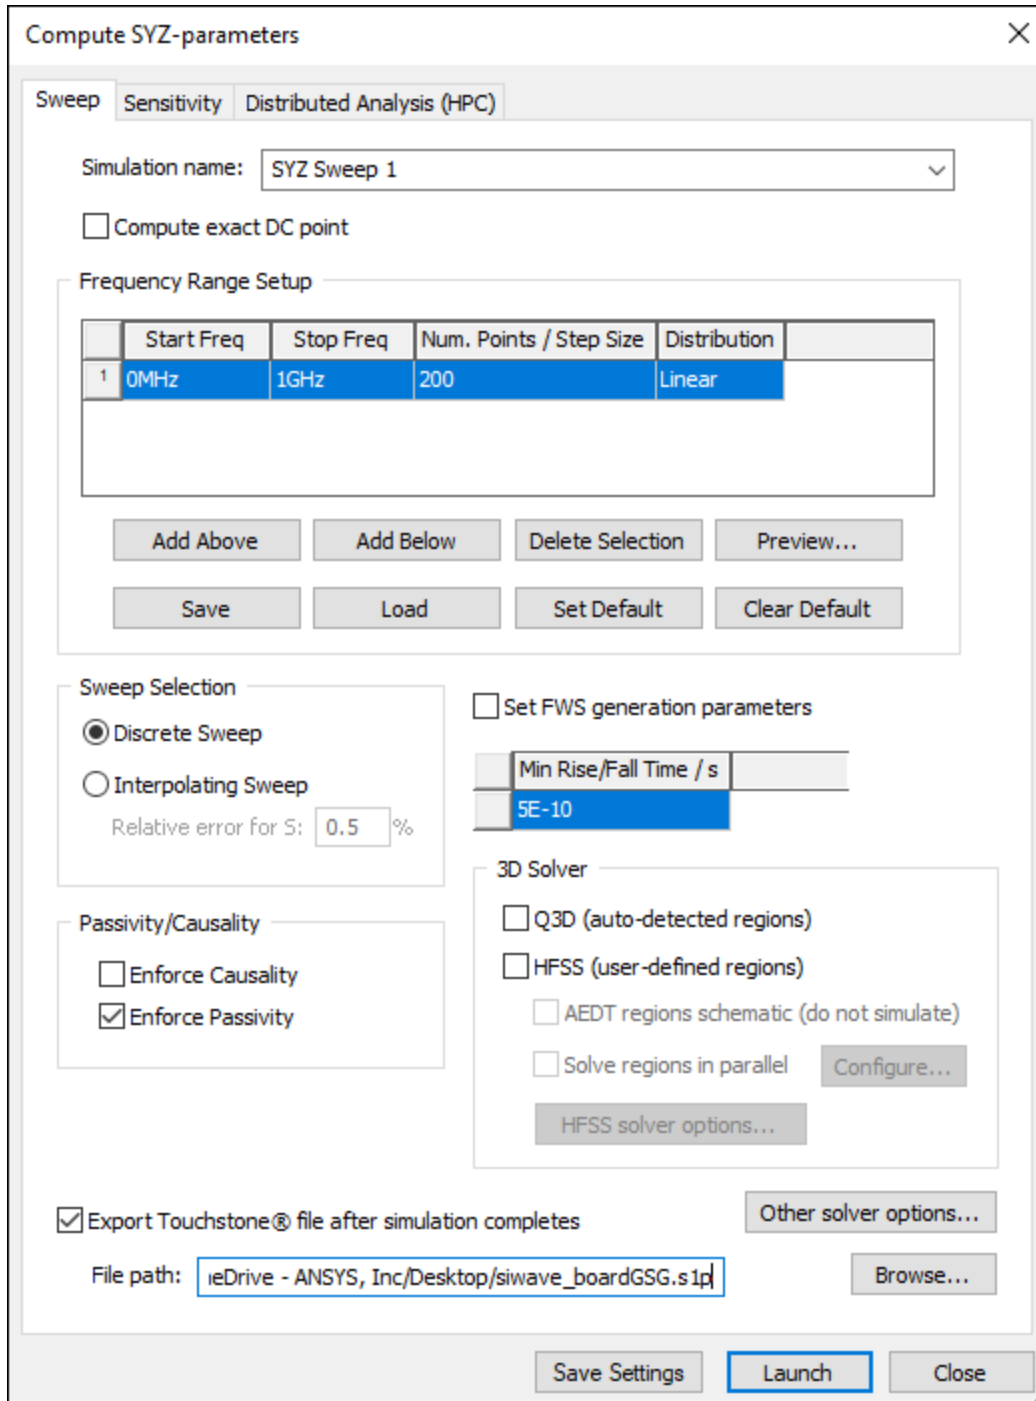 Compute SYZ-parameters
Sweep Sensitivity Distributed Analysis (HPC)
Simulation name: SYZ Sweep 1
Compute exact DC point
Frequency Range Setup
Start Freq Stop Freq Num. Points / Step Size Distribution
1 0MHz 1GHz 200 Linear
Add Above Add Below Delete Selection Preview...
Save Load Set Default Clear Default
Sweep Selection
Set FWS generation parameters
Discrete Sweep
Min Rise/Fall Time / s
Interpolating Sweep
5E-10
Relative error for S: 0.5 %
3D Solver
Q3D (auto-detected regions)
Passivity/Causality
HFSS (user-defined regions)
Enforce Causality
AEDT regions schematic (do not simulate)
Enforce Passivity
Solve regions in parallel Configure...
HFSS solver options...
Export Touchstone® file after simulation completes Other solver options...
File path: eDrive - ANSYS, Inc/Desktop/siwave_boardGSG.s1p Browse...
Save Settings Launch Close